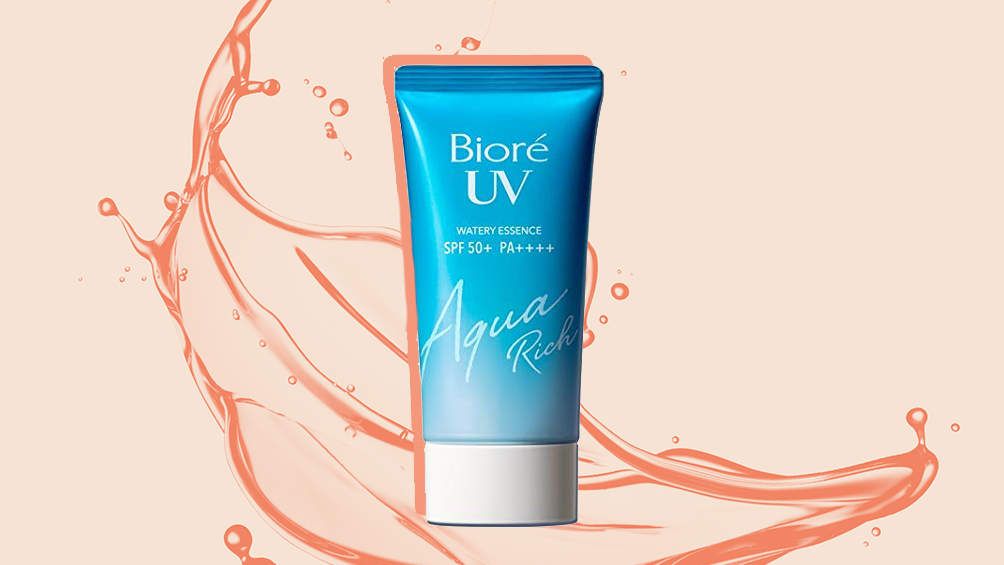 Bioré
UV
WATERY ESSENCE
SPF 50+ PA++++
Aqua
Rich